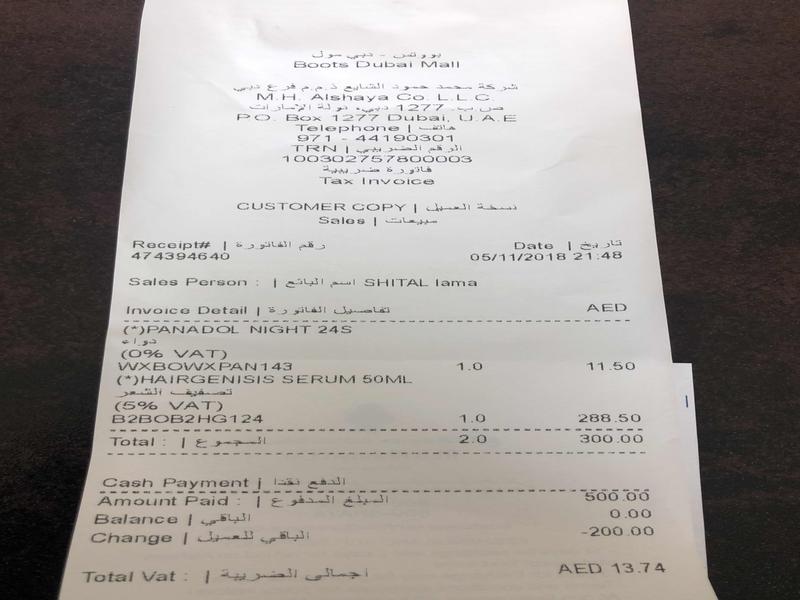 بووتس - دبي مول
Boots Dubai Mall
شركة محمد حمود الشايع ذ.م.م فرع دبي
M.H. Alshaya Co. L.L.C.
ص.ب. 1277 دبي، دولة الإمارات
P.O. Box 1277 Dubai, U.A.E
Telephone | هاتف
971 - 44190301
TRN | الرقم الضريبي
100302757800003
فاتورة ضريبية
Tax Invoice
CUSTOMER COPY | نسخة العميل
Sales | مبيعات
Receipt# | رقم الفاتورة Date | تاريخ
474394640 05/11/2018 21:48
Sales Person : | اسم البائع SHITAL lama
Invoice Detail | تفاصيل الفاتورة AED
(*)PANADOL NIGHT 24S
دواء
(0% VAT)
WXBOWXPAN143 1.0 11.50
(*)HAIRGENISIS SERUM 50ML
تصفيف الشعر
(5% VAT)
B2BOB2HG124 1.0 288.50
Total : | المجموع 2.0 300.00
Cash Payment | الدفع نقدا
Amount Paid : | المبلغ المدفوع 500.00
Balance | الباقي 0.00
Change | الباقي للعميل -200.00
Total Vat : | اجمالى الضريبة AED 13.74